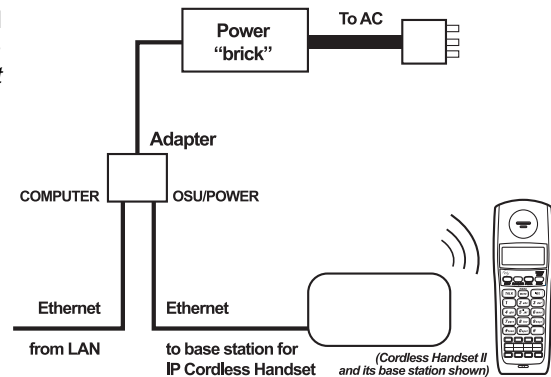 Power
“brick”
To AC
Adapter
COMPUTER
OSU/POWER
Ethernet
from LAN
Ethernet
to base station for
IP Cordless Handset
(Cordless Handset II
and its base station shown)